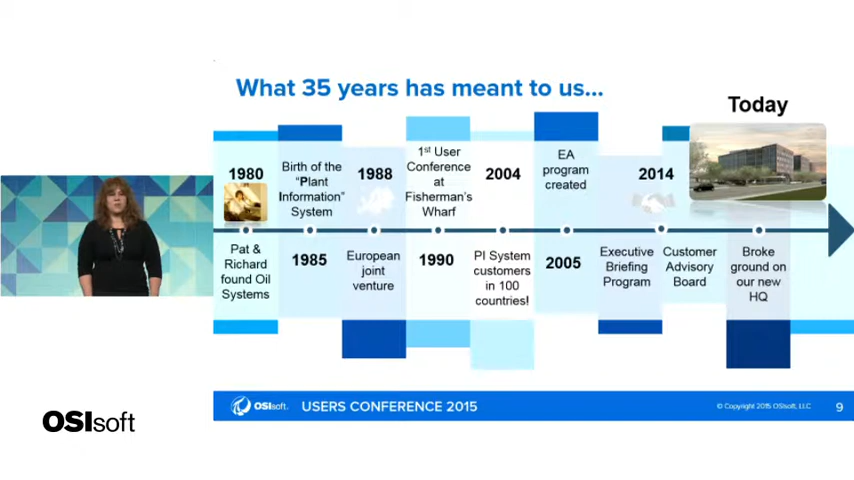 What 35 years has meant to us...
Today
1980
Pat &
Richard
found Oil
Systems
Birth of the
“Plant
Information”
System
1985
1988
European
joint
venture
1st User
Conference
at
Fisherman's
Wharf
1990
2004
PI System
customers
in 100
countries!
EA
program
created
2005
2014
Executive
Briefing
Program
Customer
Advisory
Board
Broke
ground on
our new
HQ
OSIsoft
OSIsoft. USERS CONFERENCE 2015
© Copyright 2015 OSIsoft, LLC 9